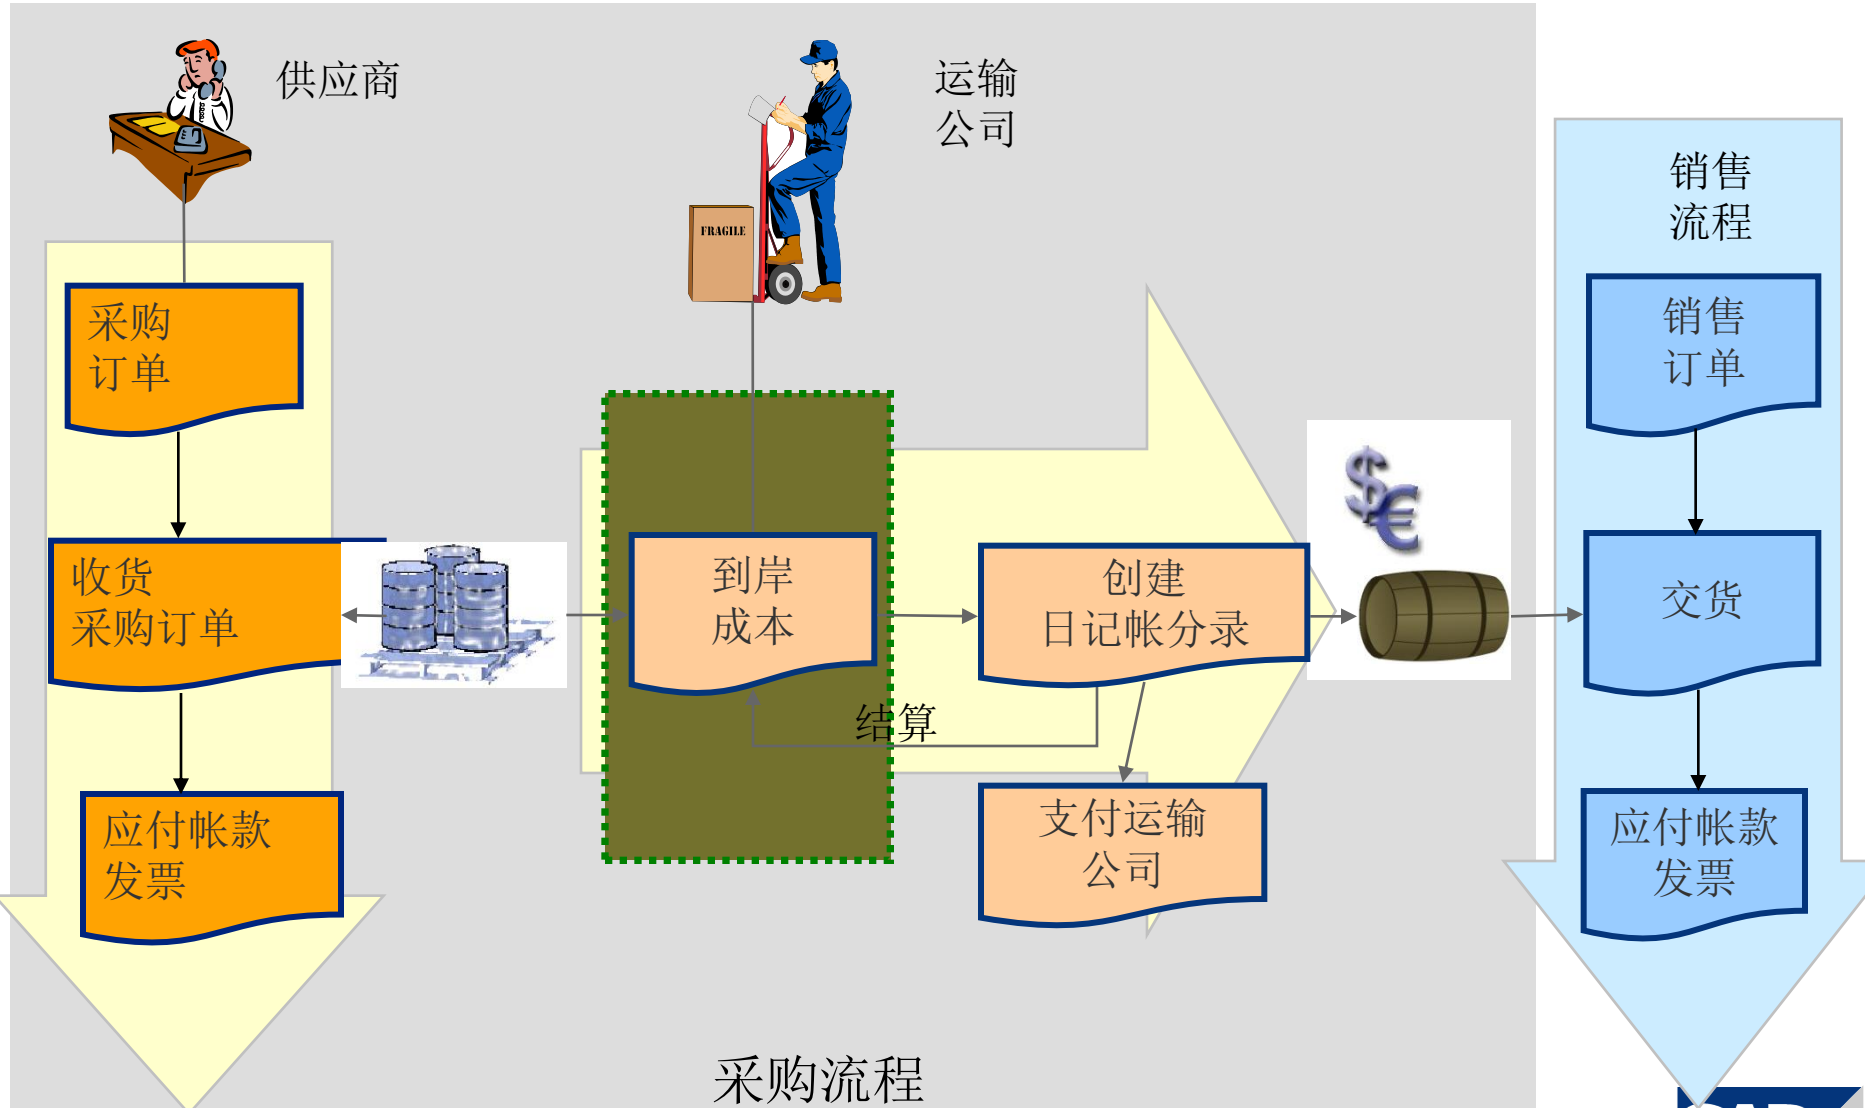 供应商
运输
公司
FRAGILE
采购
订单
收货
采购订单
应付帐款
发票
到岸
成本
创建
日记帐分录
结算
支付运输
公司
销售
流程
销售
订单
交货
应付帐款
发票
采购流程